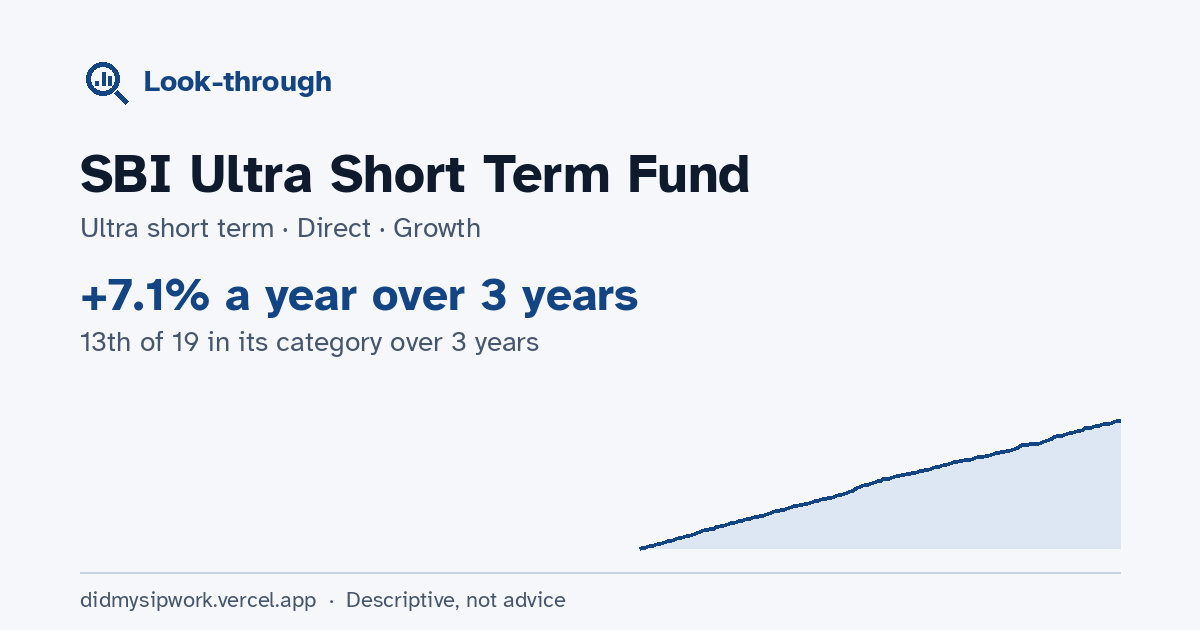 Look-through
SBI Ultra Short Term Fund
Ultra short term · Direct · Growth
+7.1% a year over 3 years
13th of 19 in its category over 3 years
didmysipwork.vercel.app · Descriptive, not advice